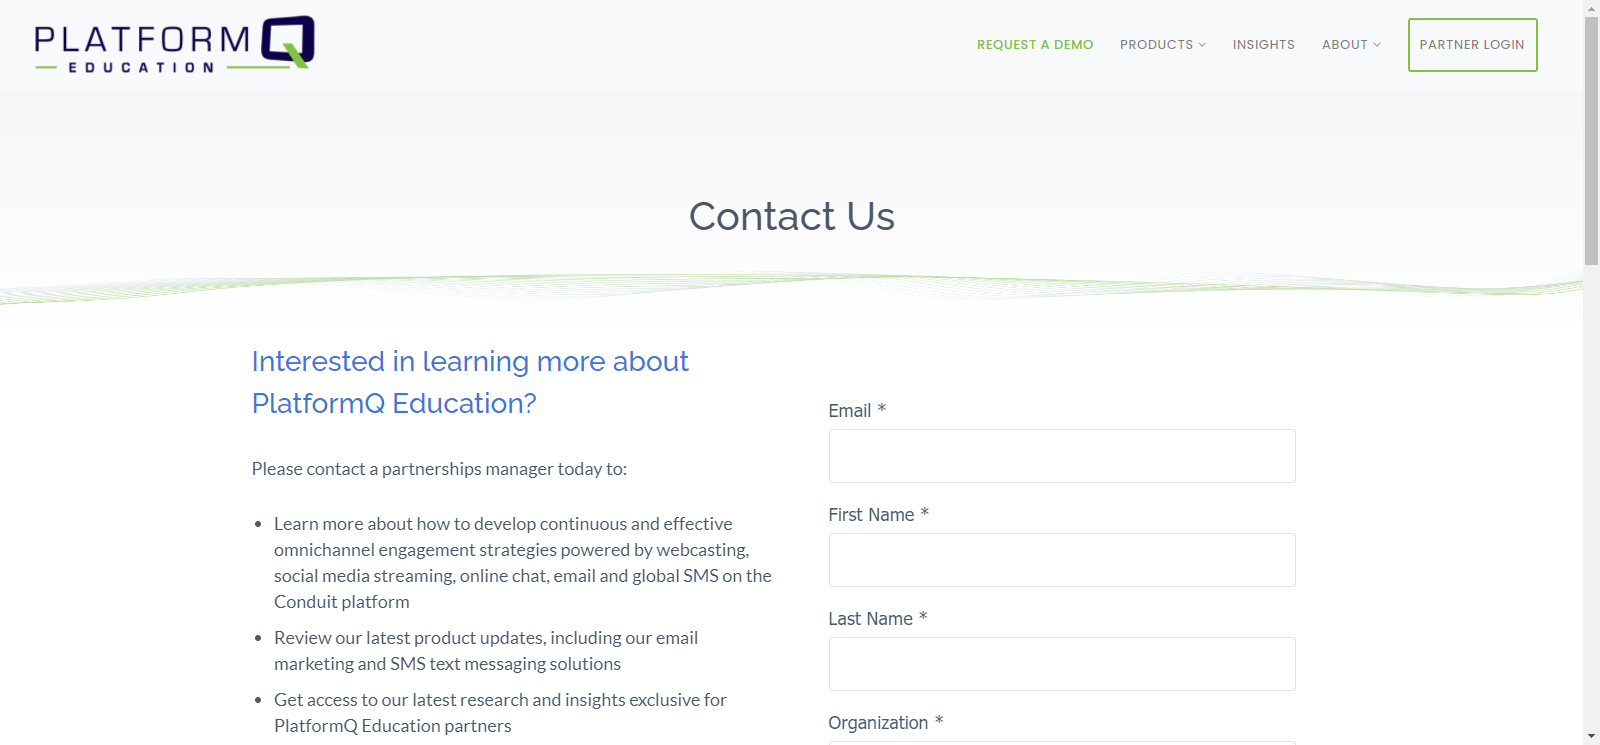 PLATFORM Q
EDUCATION
REQUEST A DEMO
PRODUCTS
INSIGHTS
ABOUT
PARTNER LOGIN
Contact Us
Interested in learning more about
PlatformQ Education?
Please contact a partnerships manager today to:
• Learn more about how to develop continuous and effective
omnichannel engagement strategies powered by webcasting,
social media streaming, online chat, email and global SMS on the
Conduit platform
• Review our latest product updates, including our email
marketing and SMS text messaging solutions
• Get access to our latest research and insights exclusive for
PlatformQ Education partners
Email *
First Name *
Last Name *
Organization *